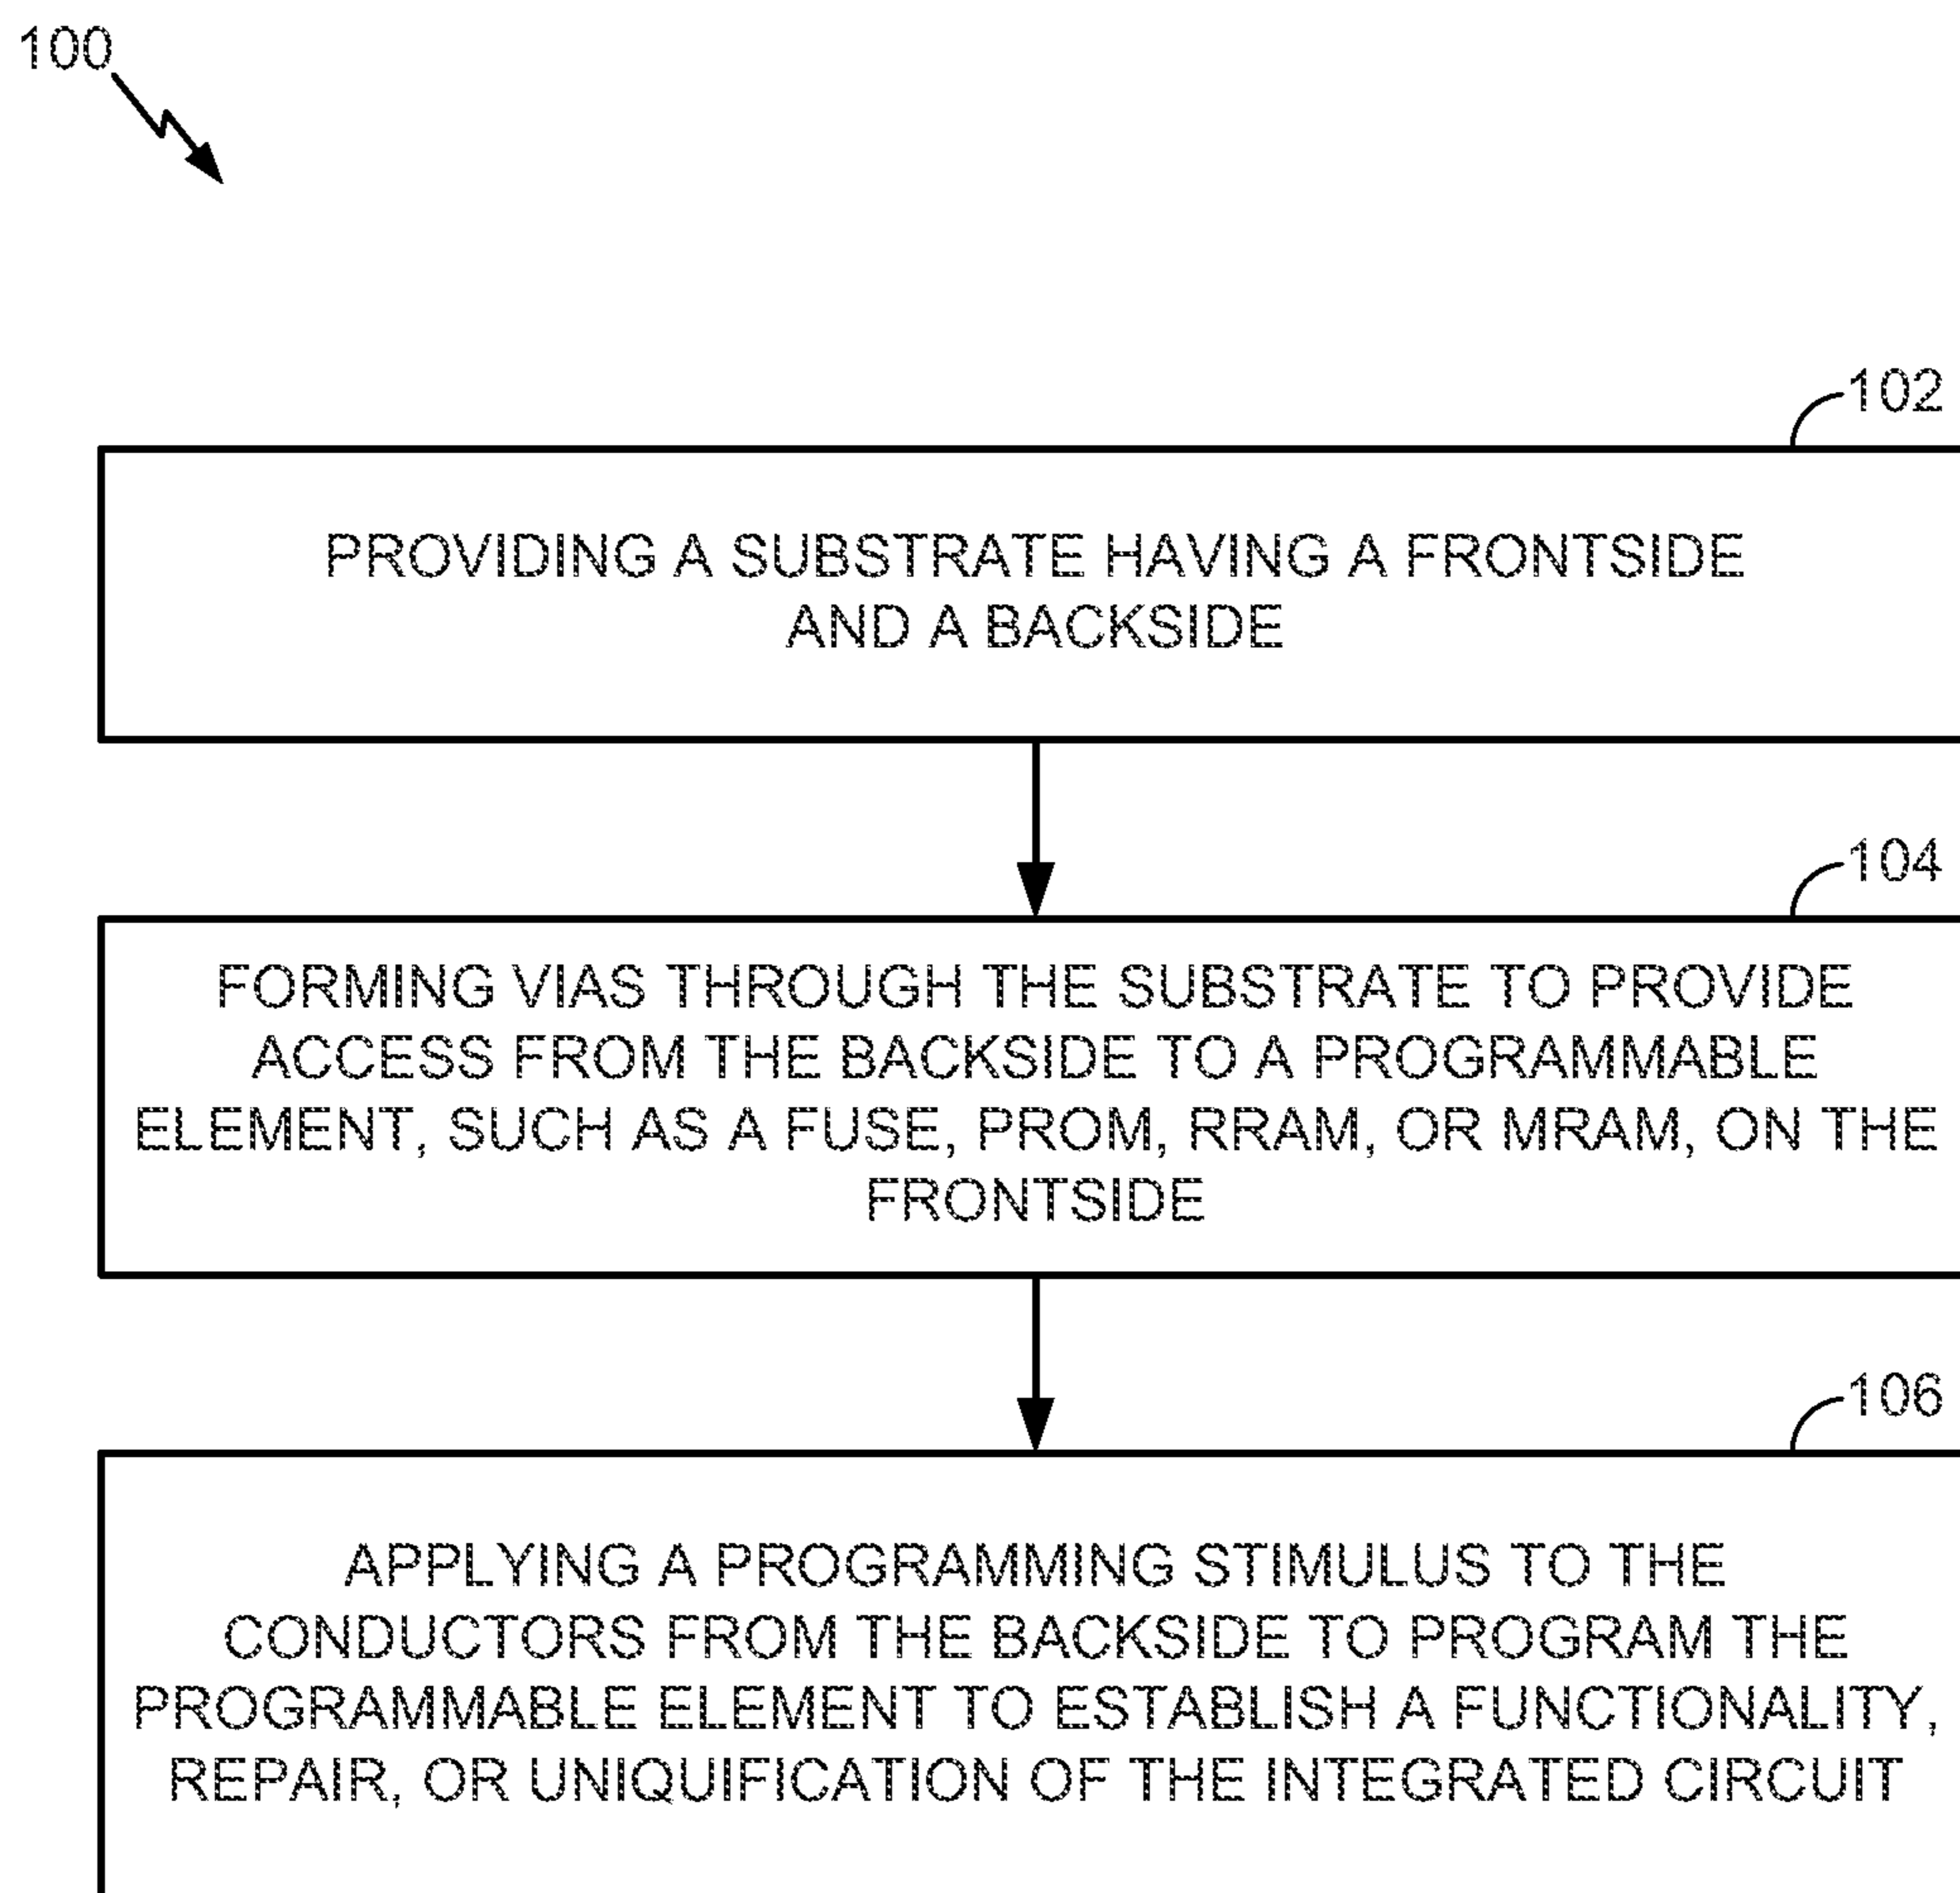 100
102
PROVIDING A SUBSTRATE HAVING A FRONTSIDE
AND A BACKSIDE
104
FORMING VIAS THROUGH THE SUBSTRATE TO PROVIDE
ACCESS FROM THE BACKSIDE TO A PROGRAMMABLE
ELEMENT, SUCH AS A FUSE, PROM, RRAM, OR MRAM, ON THE
FRONTSIDE
106
APPLYING A PROGRAMMING STIMULUS TO THE
CONDUCTORS FROM THE BACKSIDE TO PROGRAM THE
PROGRAMMABLE ELEMENT TO ESTABLISH A FUNCTIONALITY,
REPAIR, OR UNIQUIFICATION OF THE INTEGRATED CIRCUIT